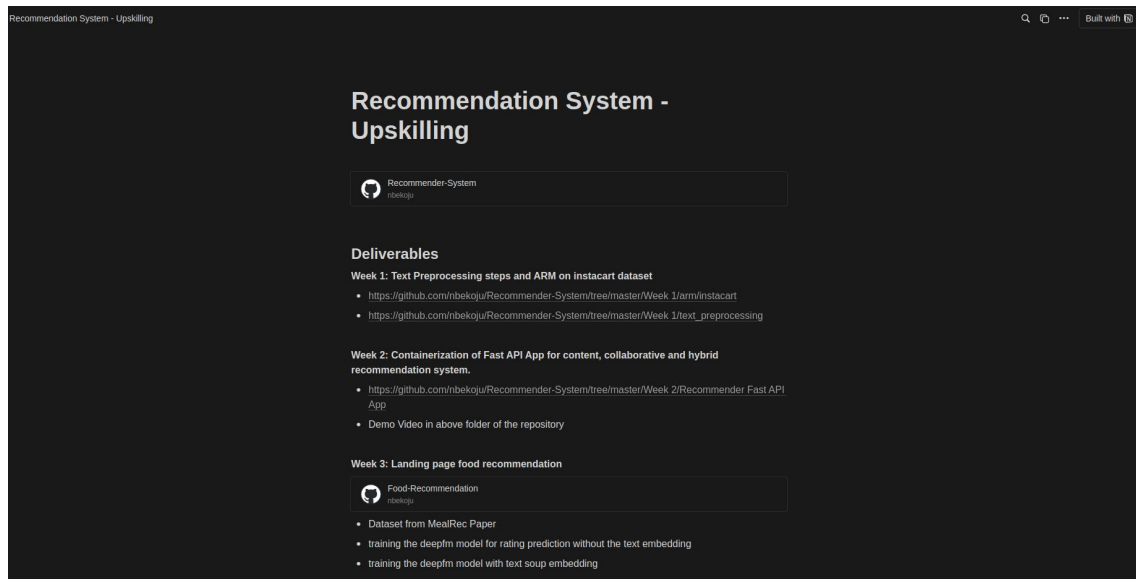 Recommendation System - Upskilling
Built with
Recommendation System -
Upskilling
Recommender-System
nbekoju
Deliverables
Week 1: Text Preprocessing steps and ARM on instacart dataset
• https://github.com/nbekoju/Recommender-System/tree/master/Week 1/arm/instacart
• https://github.com/nbekoju/Recommender-System/tree/master/Week 1/text_preprocessing
Week 2: Containerization of Fast API App for content, collaborative and hybrid
recommendation system.
• https://github.com/nbekoju/Recommender-System/tree/master/Week 2/Recommender Fast API
App
• Demo Video in above folder of the repository
Week 3: Landing page food recommendation
Food-Recommendation
nbekoju
• Dataset from MealRec Paper
• training the deepfm model for rating prediction without the text embedding
• training the deepfm model with text soup embedding